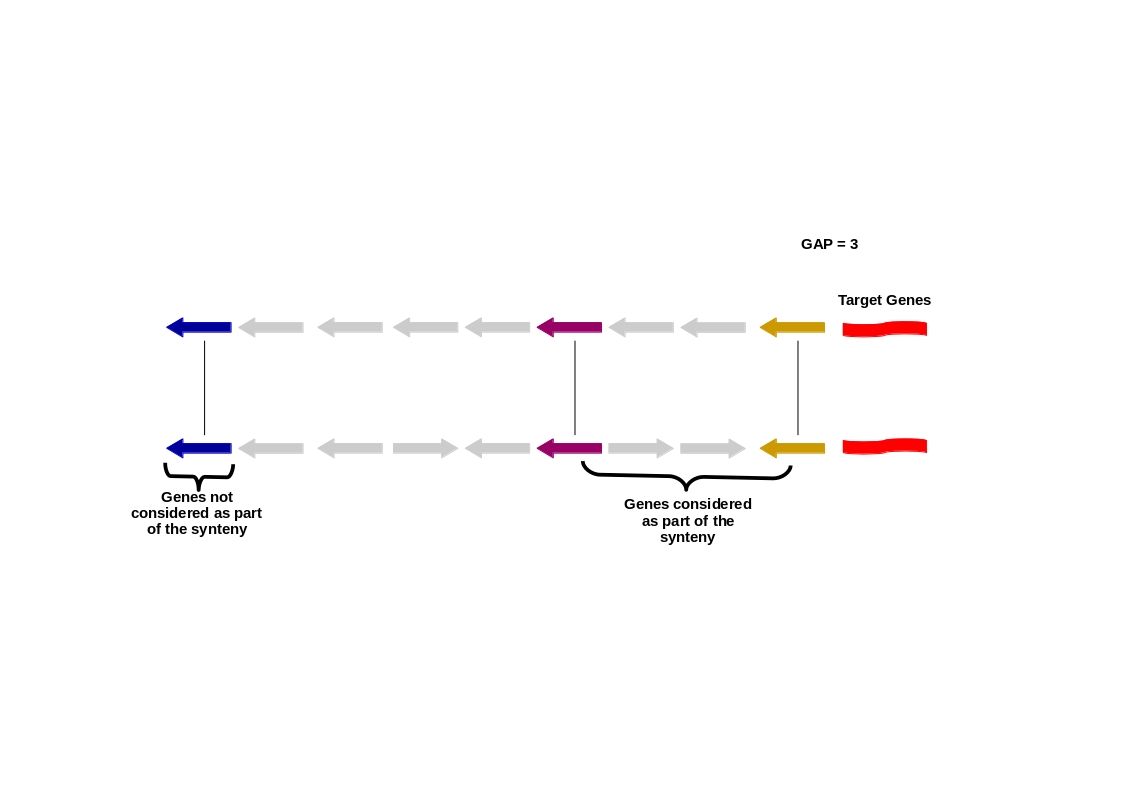 GAP = 3
Target Genes
Genes not
considered as part
of the synteny
Genes considered
as part of the
synteny